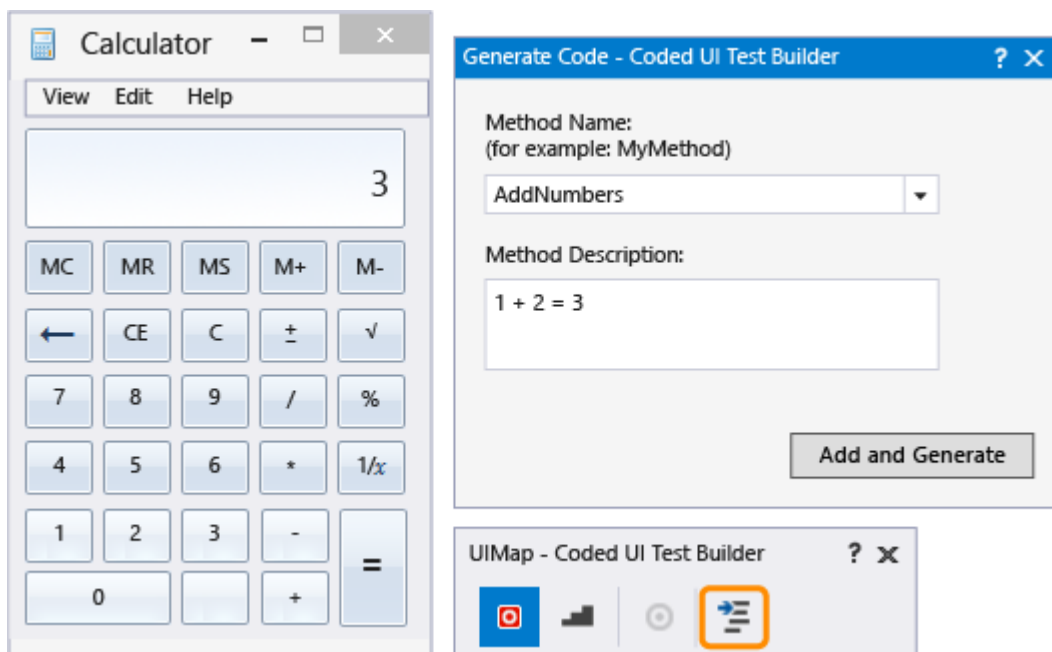 Calculator
View Edit Help
3
MC MR MS M+ M-
← CE C ± √
7 8 9 / %
4 5 6 * 1/x
1 2 3 - =
0 +
Generate Code - Coded UI Test Builder ? X
Method Name:
(for example: MyMethod)
AddNumbers
Method Description:
1 + 2 = 3
Add and Generate
UIMap - Coded UI Test Builder ? X